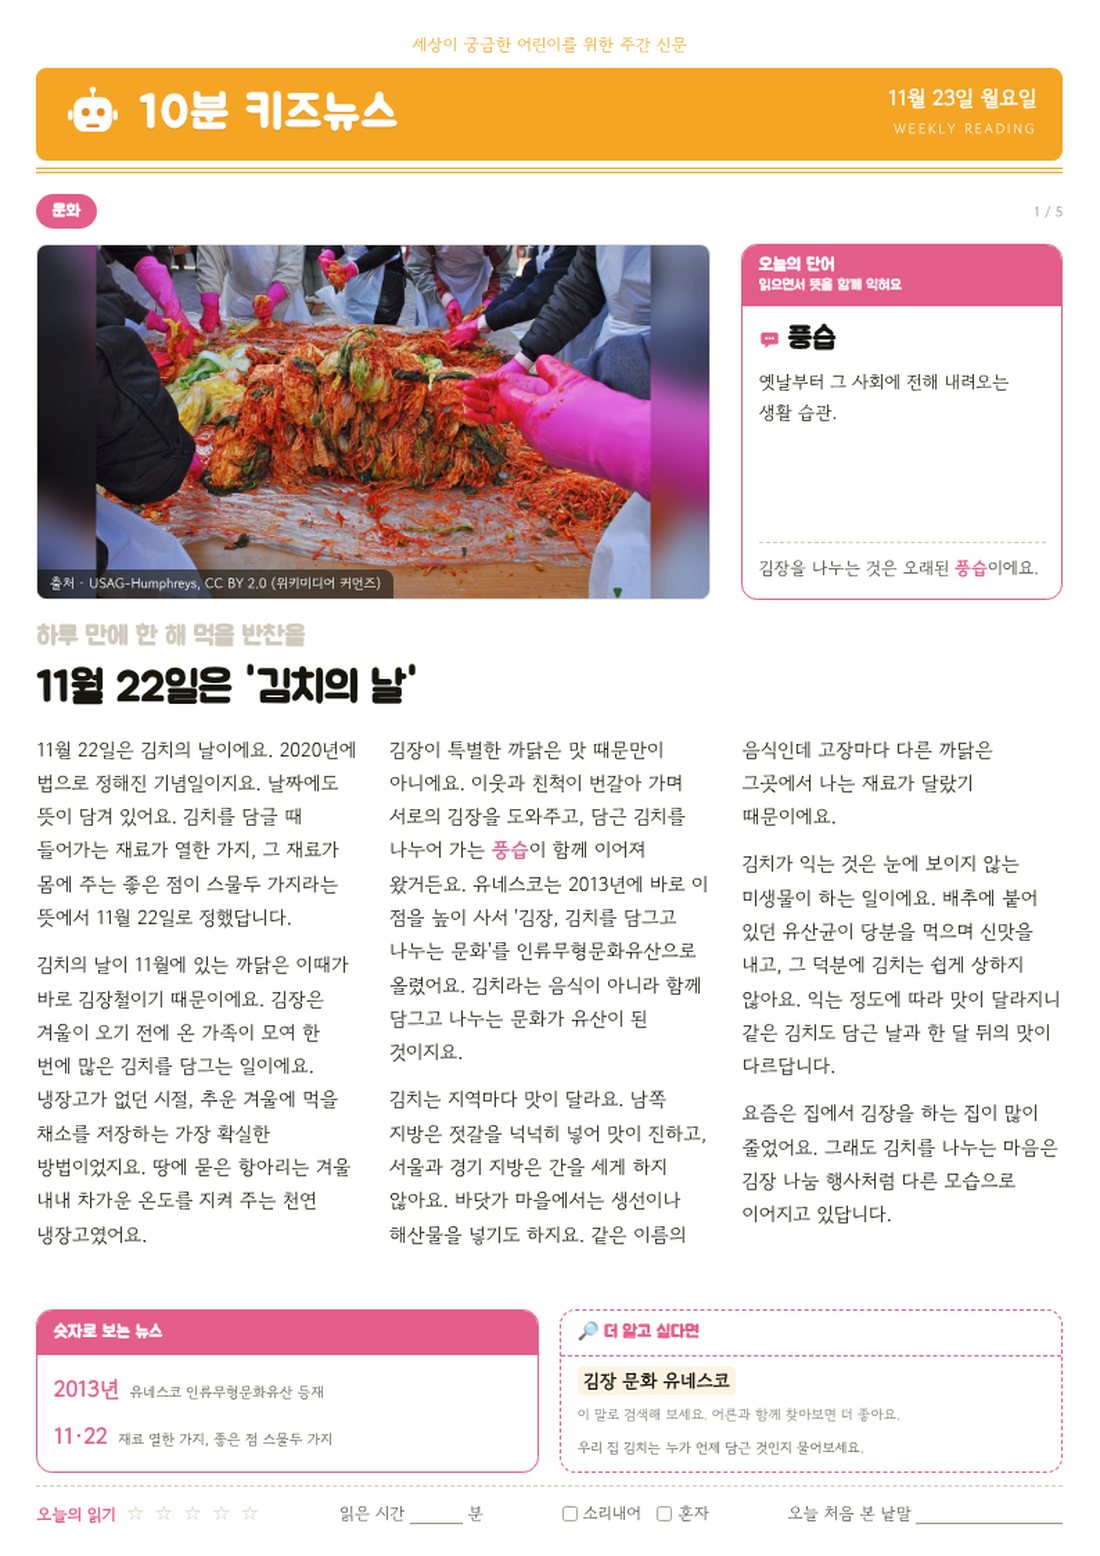 세상이 궁금한 어린이를 위한 주간 신문
10분 키즈뉴스
11월 23일 월요일
WEEKLY READING
문화
1 / 5
출처 · USAG-Humphreys, CC BY 2.0 (위키미디어 커먼즈)
오늘의 단어
읽으면서 뜻을 함께 익혀요
풍습
옛날부터 그 사회에 전해 내려오는
생활 습관.
김장을 나누는 것은 오래된 풍습이에요.
하루 만에 한 해 먹을 반찬을
11월 22일은 '김치의 날'
11월 22일은 김치의 날이에요. 2020년에
법으로 정해진 기념일이지요. 날짜에도
뜻이 담겨 있어요. 김치를 담글 때
들어가는 재료가 열한 가지, 그 재료가
몸에 주는 좋은 점이 스물두 가지라는
뜻에서 11월 22일로 정했답니다.
김치의 날이 11월에 있는 까닭은 이때가
바로 김장철이기 때문이에요. 김장은
겨울이 오기 전에 온 가족이 모여 한
번에 많은 김치를 담그는 일이에요.
냉장고가 없던 시절, 추운 겨울에 먹을
채소를 저장하는 가장 확실한
방법이었지요. 땅에 묻은 항아리는 겨울
내내 차가운 온도를 지켜 주는 천연
냉장고였어요.
김장이 특별한 까닭은 맛 때문만이
아니에요. 이웃과 친척이 번갈아 가며
서로의 김장을 도와주고, 담근 김치를
나누어 가는 풍습이 함께 이어져
왔거든요. 유네스코는 2013년에 바로 이
점을 높이 사서 '김장, 김치를 담그고
나누는 문화'를 인류무형문화유산으로
올렸어요. 김치라는 음식이 아니라 함께
담그고 나누는 문화가 유산이 된
것이지요.
김치는 지역마다 맛이 달라요. 남쪽
지방은 젓갈을 넉넉히 넣어 맛이 진하고,
서울과 경기 지방은 간을 세게 하지
않아요. 바닷가 마을에서는 생선이나
해산물을 넣기도 하지요. 같은 이름의
음식인데 고장마다 다른 까닭은
그곳에서 나는 재료가 달랐기
때문이에요.
김치가 익는 것은 눈에 보이지 않는
미생물이 하는 일이에요. 배추에 붙어
있던 유산균이 당분을 먹으며 신맛을
내고, 그 덕분에 김치는 쉽게 상하지
않아요. 익는 정도에 따라 맛이 달라지니
같은 김치도 담근 날과 한 달 뒤의 맛이
다르답니다.
요즘은 집에서 김장을 하는 집이 많이
줄었어요. 그래도 김치를 나누는 마음은
김장 나눔 행사처럼 다른 모습으로
이어지고 있답니다.
숫자로 보는 뉴스
2013년 유네스코 인류무형문화유산 등재
11·22 재료 열한 가지, 좋은 점 스물두 가지
더 알고 싶다면
김장 문화 유네스코
이 말로 검색해 보세요. 어른과 함께 찾아보면 더 좋아요.
우리 집 김치는 누가 언제 담근 것인지 물어보세요.
오늘의 읽기 ☆ ☆ ☆ ☆ ☆ 읽은 시간 ______ 분 □ 소리내어 □ 혼자 오늘 처음 본 낱말 ______